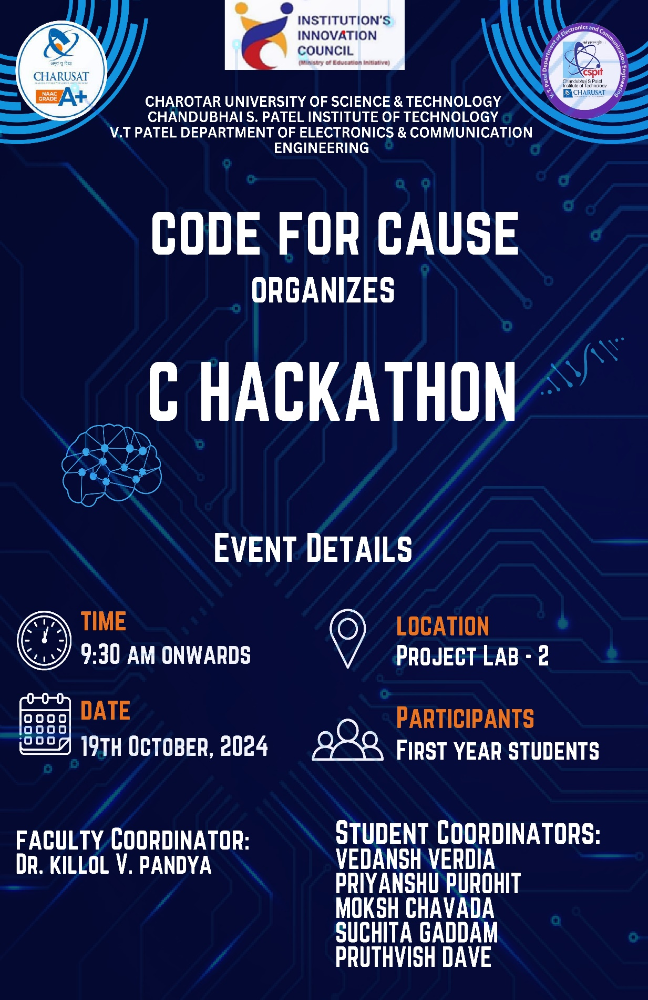 INSTITUTION'S
INNOVATION
COUNCIL
(Ministry of Education Initiative)
CHARUSAT
NAAC
GRADE
A+
V. T. Patel Department of Electronics and Communication Engineering
cspit
Chandubhai S Patel
Institute of Technology
CHARUSAT
CHAROTAR UNIVERSITY OF SCIENCE & TECHNOLOGY
CHANDUBHAI S. PATEL INSTITUTE OF TECHNOLOGY
V.T PATEL DEPARTMENT OF ELECTRONICS & COMMUNICATION
ENGINEERING
CODE FOR CAUSE
ORGANIZES
C HACKATHON
EVENT DETAILS
TIME
9:30 AM ONWARDS
LOCATION
PROJECT LAB - 2
DATE
19TH OCTOBER, 2024
PARTICIPANTS
FIRST YEAR STUDENTS
FACULTY COORDINATOR:
DR. KILLOL V. PANDYA
STUDENT COORDINATORS:
VEDANSH VERDIA
PRIYANSHU PUROHIT
MOKSH CHAVADA
SUCHITA GADDAM
PRUTHVISH DAVE